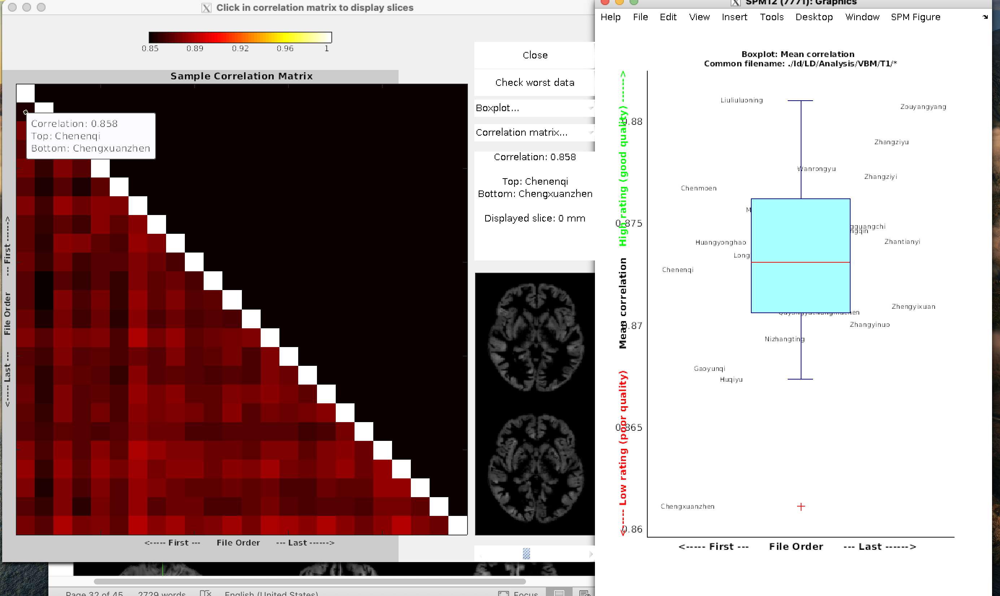 Click in correlation matrix to display slices
0.85 0.89 0.92 0.96 1
Sample Correlation Matrix
Correlation: 0.858
Top: Chenenqi
Bottom: Chengxuanzhen
<----- Last --- File Order --- First ------>
<----- First --- File Order --- Last ------>
Close
Check worst data
Boxplot...
Correlation matrix...
Correlation: 0.858
Top: Chenenqi
Bottom: Chengxuanzhen
Displayed slice: 0 mm
Page 32 of 45 2729 words English (United States) Focus
SPM12 (7771): Graphics
Help File Edit View Insert Tools Desktop Window SPM Figure
Boxplot: Mean correlation
Common filename: ./ld/LD/Analysis/VBM/T1/*
<----- Low rating (poor quality) Mean correlation High rating (good quality) ------>
0.88
0.875
0.87
0.865
0.86
Liuliuluoning
Zouyangyang
Zhangziyu
Wanrongyu
Zhangziyi
Chenmoen
M
gguangchi
ngqin
Huangyonghao
Zhantianyi
Long
Chenenqi
Zhengyixuan
Zhangyinuo
Nizhangting
Gaoyunqi
Huqiyu
Chengxuanzhen
<----- First --- File Order --- Last ------>